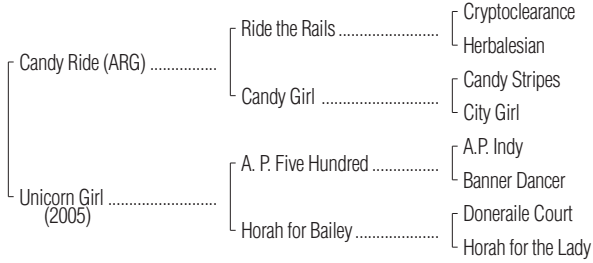 Cryptoclearance
Ride the Rails ........................
Herbalesian
Candy Ride (ARG) ................
Candy Stripes
Candy Girl ............................
City Girl
A.P. Indy
A. P. Five Hundred ................
Banner Dancer
Unicorn Girl ..........................
(2005)
Doneraile Court
Horah for Bailey ....................
Horah for the Lady